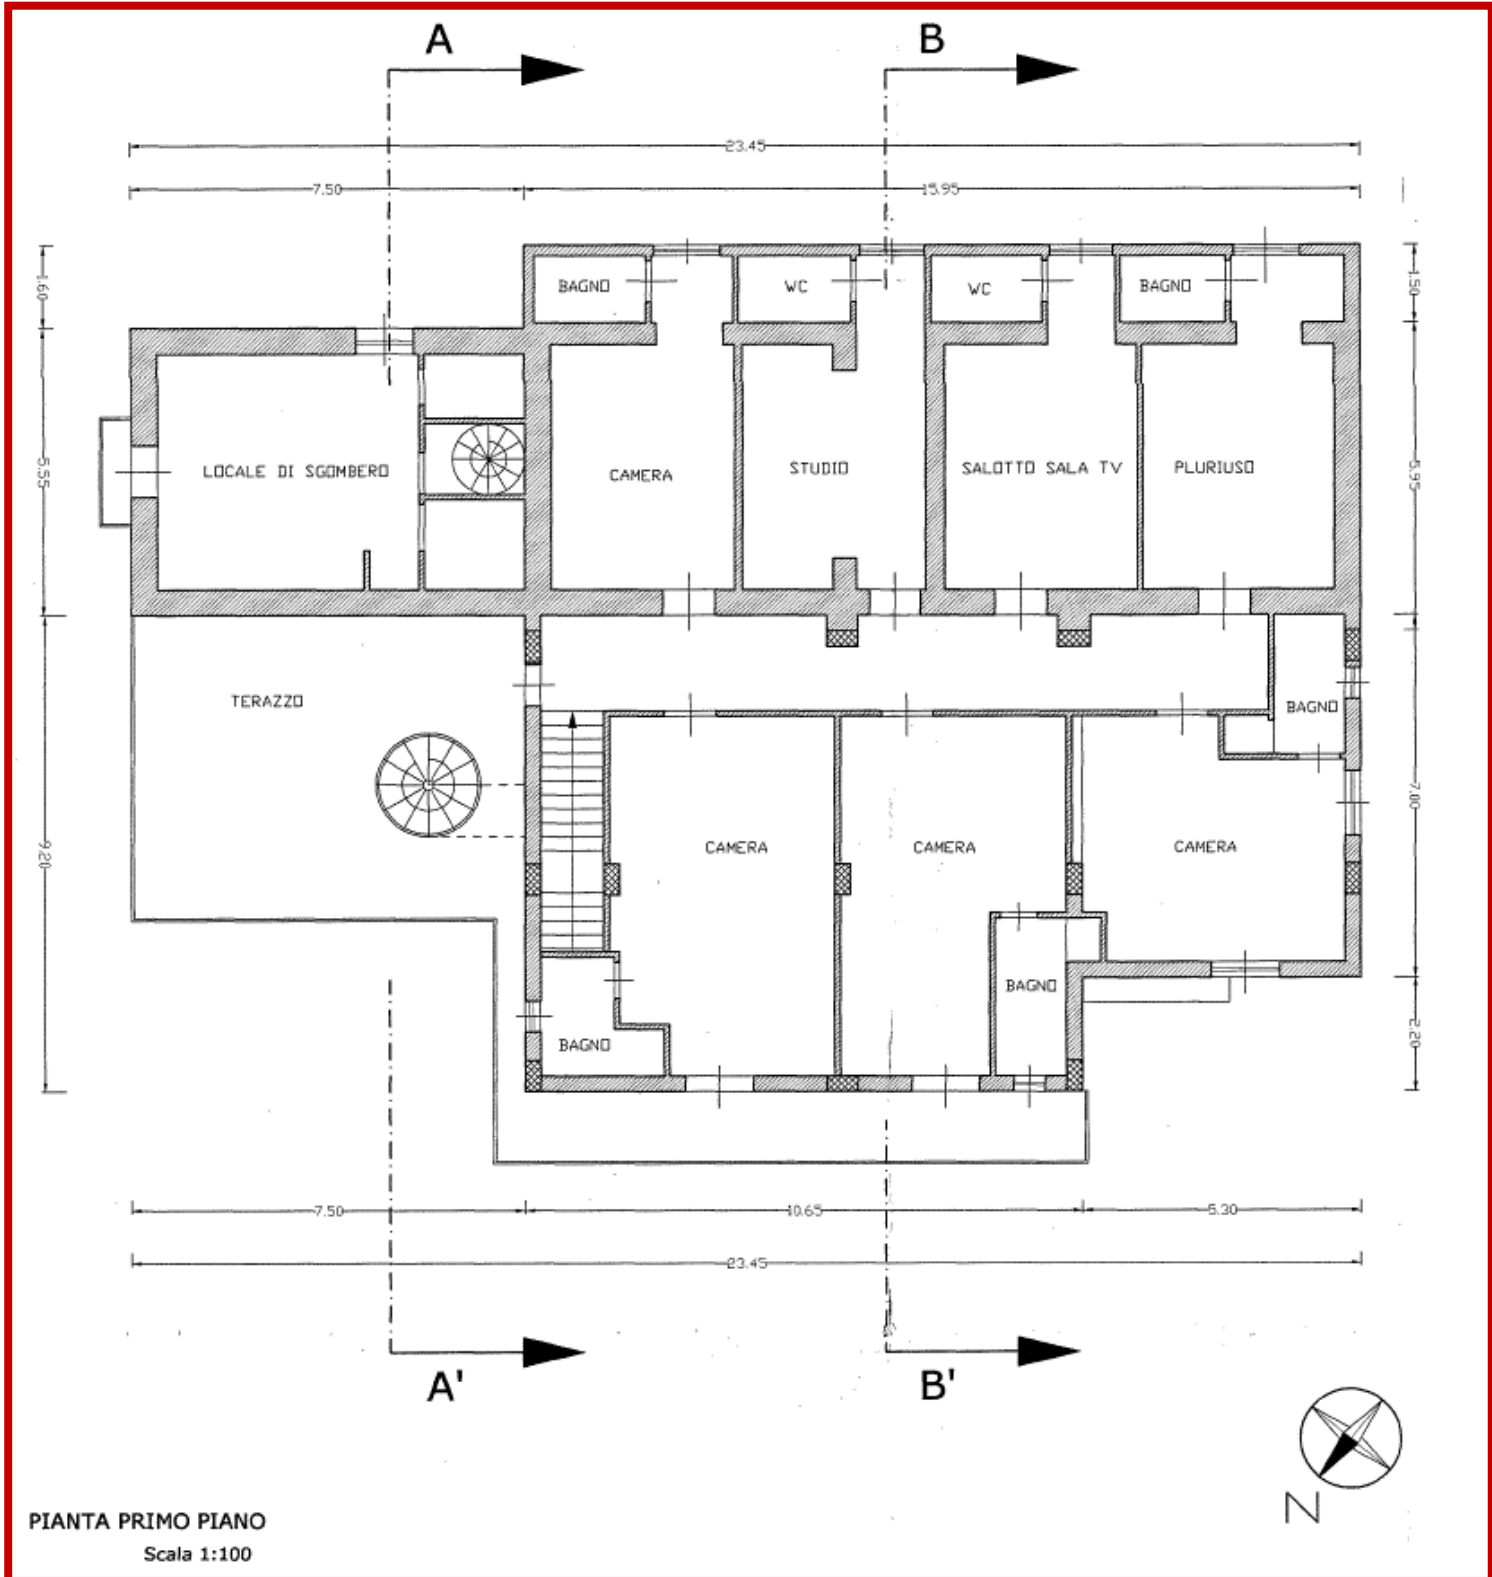 A B
23.45
7.50 15.95
1.60
1.50
BAGNO WC WC BAGNO
5.55
5.95
LOCALE DI SGOMBERO CAMERA STUDIO SALOTTO SALA TV PLURIUSO
TERAZZO
BAGNO
9.20
7.00
CAMERA CAMERA CAMERA
BAGNO
BAGNO
2.20
7.50 10.65 5.30
23.45
A' B'
N
PIANTA PRIMO PIANO
Scala 1:100